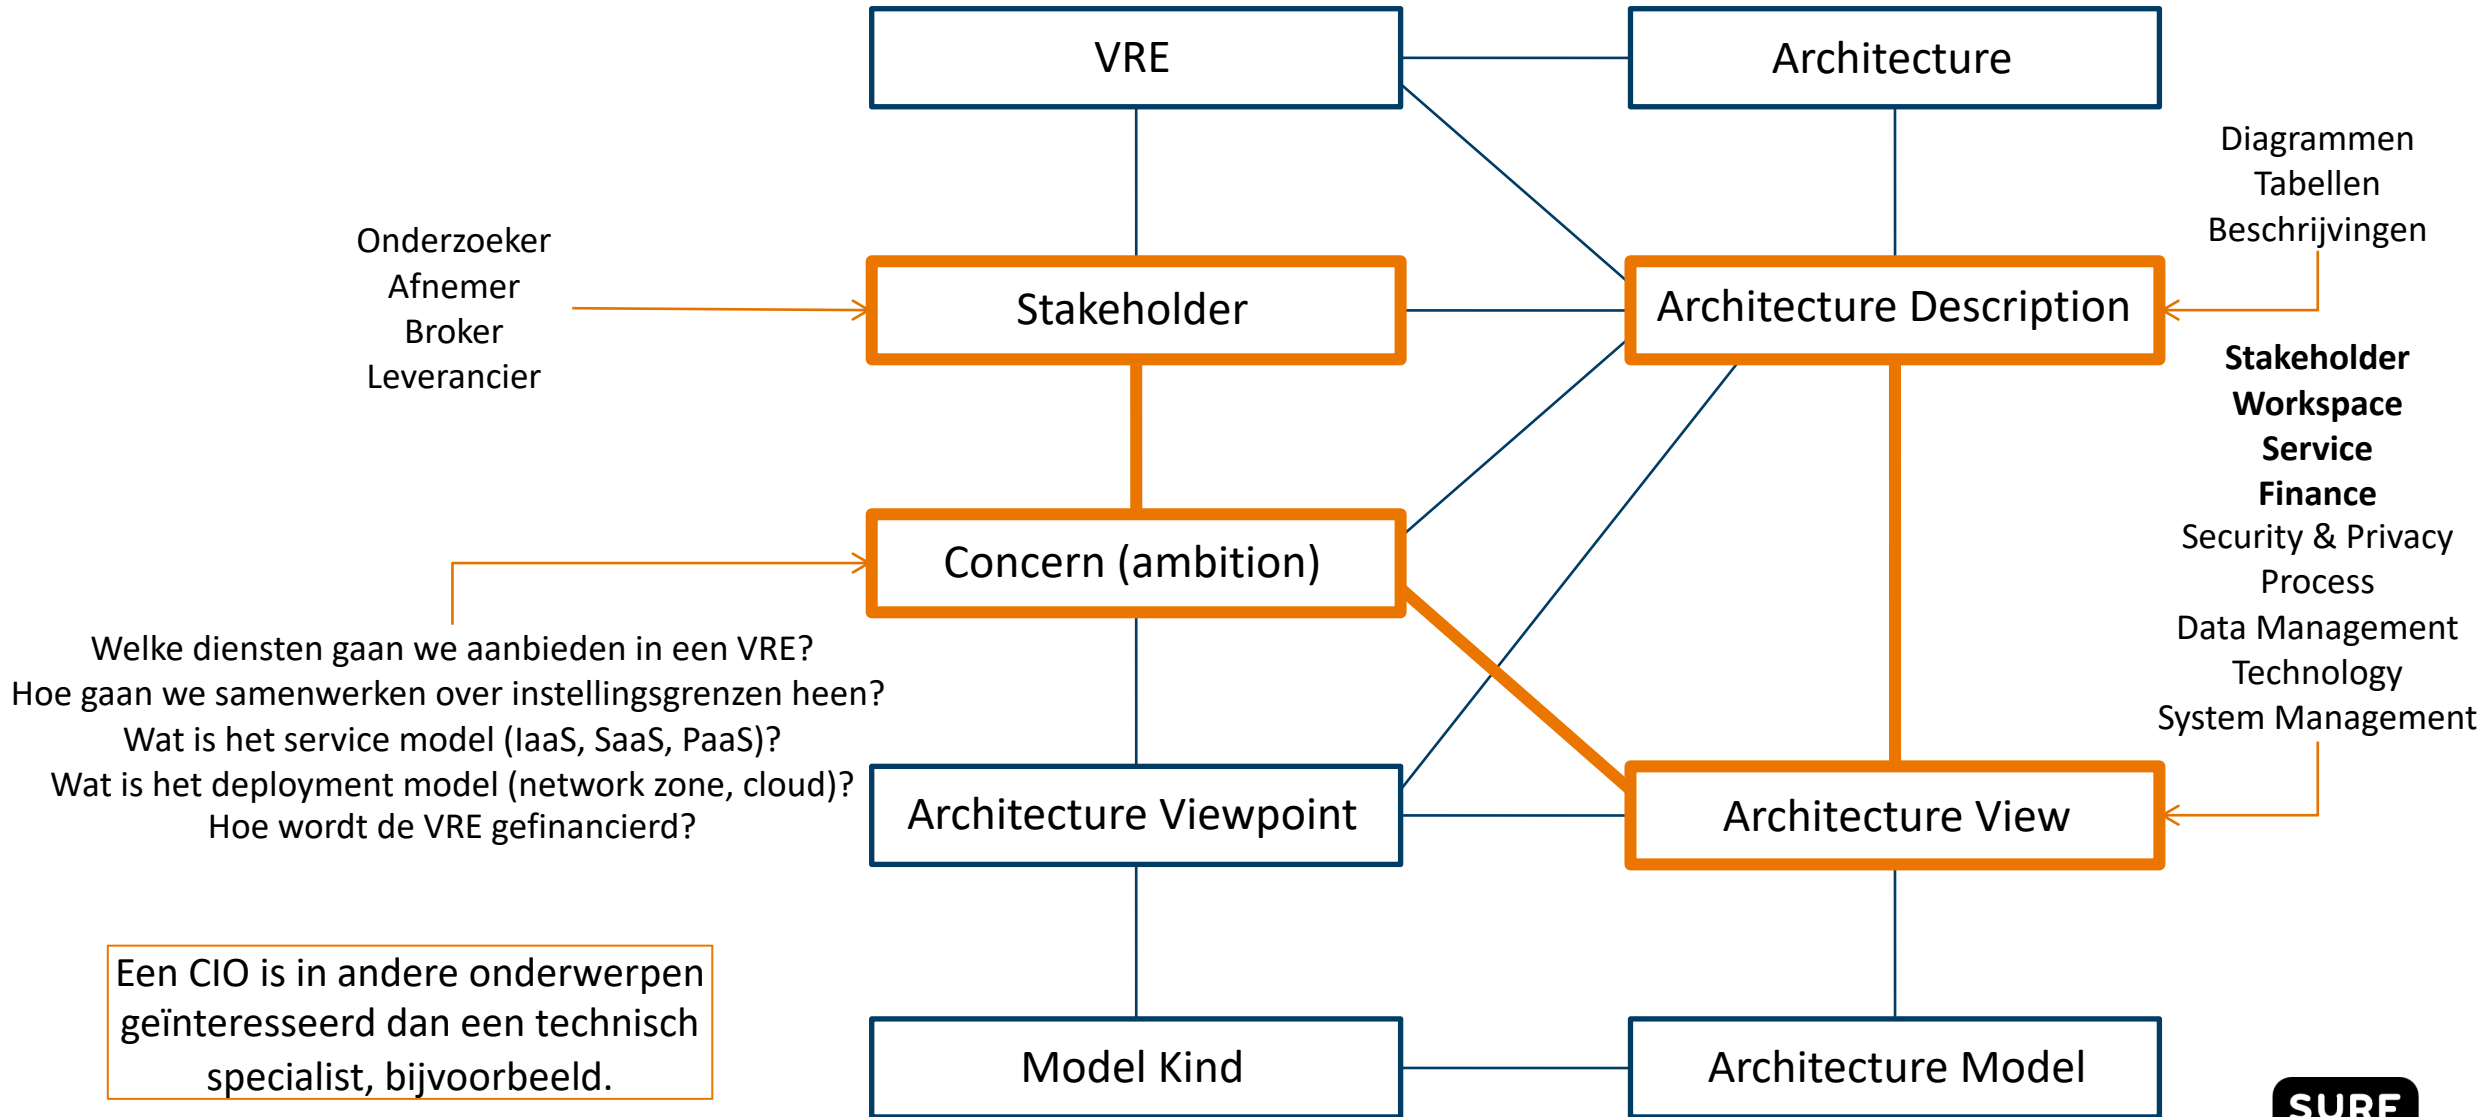 VRE
Architecture
Diagrammen
Tabellen
Beschrijvingen
Onderzoeker
Afnemer
Broker
Leverancier
Stakeholder
Architecture Description
Stakeholder
Workspace
Service
Finance
Security & Privacy
Process
Data Management
Technology
System Management
Concern (ambition)
Welke diensten gaan we aanbieden in een VRE?
Hoe gaan we samenwerken over instellingsgrenzen heen?
Wat is het service model (IaaS, SaaS, PaaS)?
Wat is het deployment model (network zone, cloud)?
Hoe wordt de VRE gefinancierd?
Architecture Viewpoint
Architecture View
Een CIO is in andere onderwerpen
geïnteresseerd dan een technisch
specialist, bijvoorbeeld.
Model Kind
Architecture Model
SURF